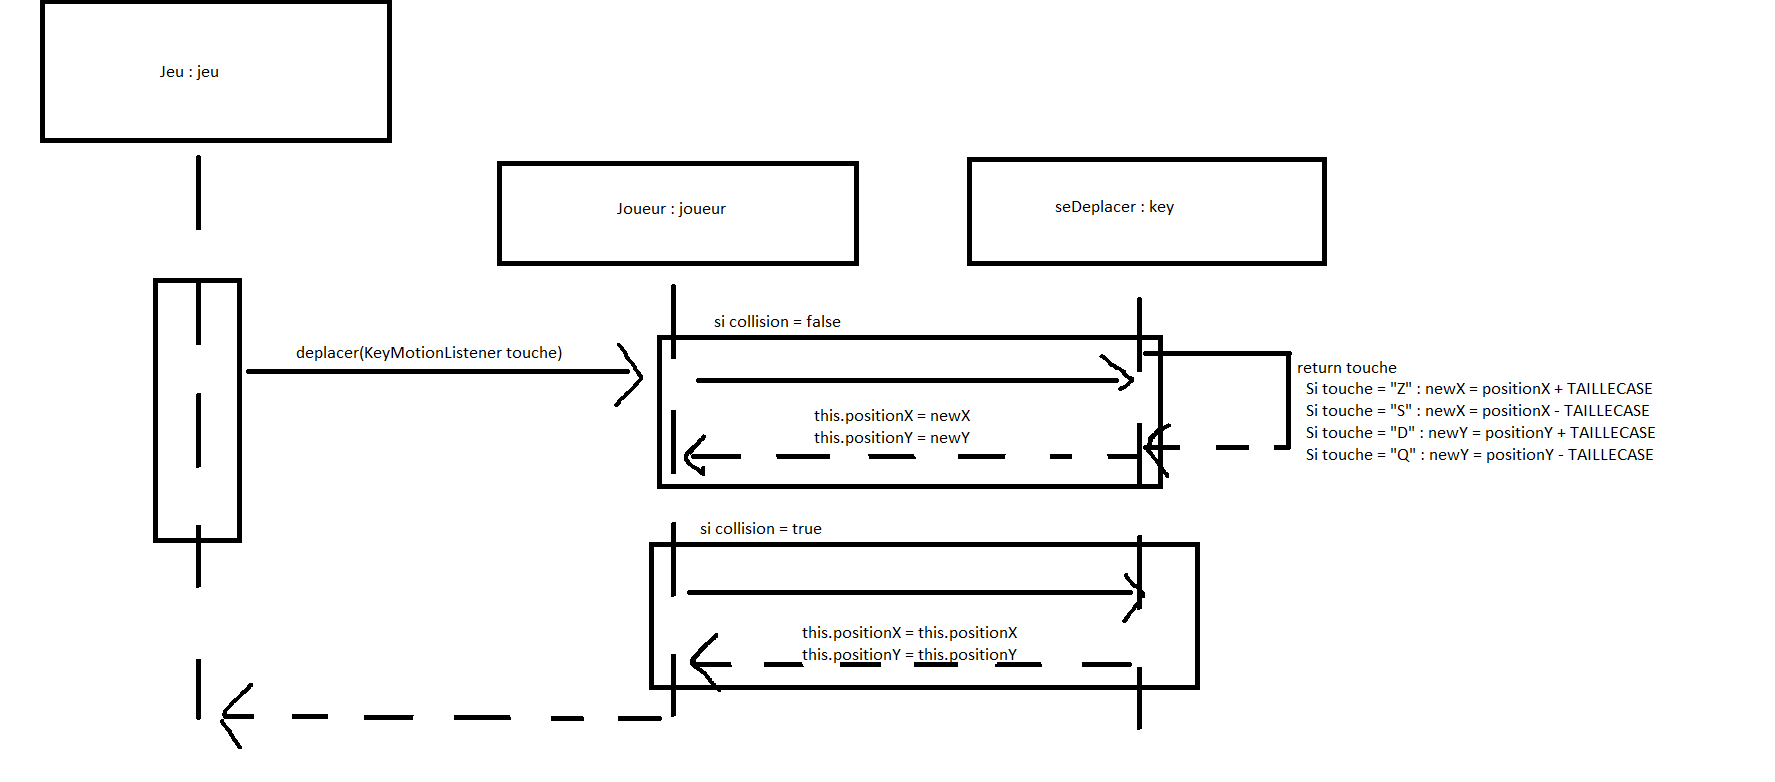 Jeu : jeu
Joueur : joueur
seDeplacer : key
si collision = false
deplacer(KeyMotionListener touche)
return touche
Si touche = "Z" : newX = positionX + TAILLECASE
Si touche = "S" : newX = positionX - TAILLECASE
Si touche = "D" : newY = positionY + TAILLECASE
Si touche = "Q" : newY = positionY - TAILLECASE
this.positionX = newX
this.positionY = newY
si collision = true
this.positionX = this.positionX
this.positionY = this.positionY